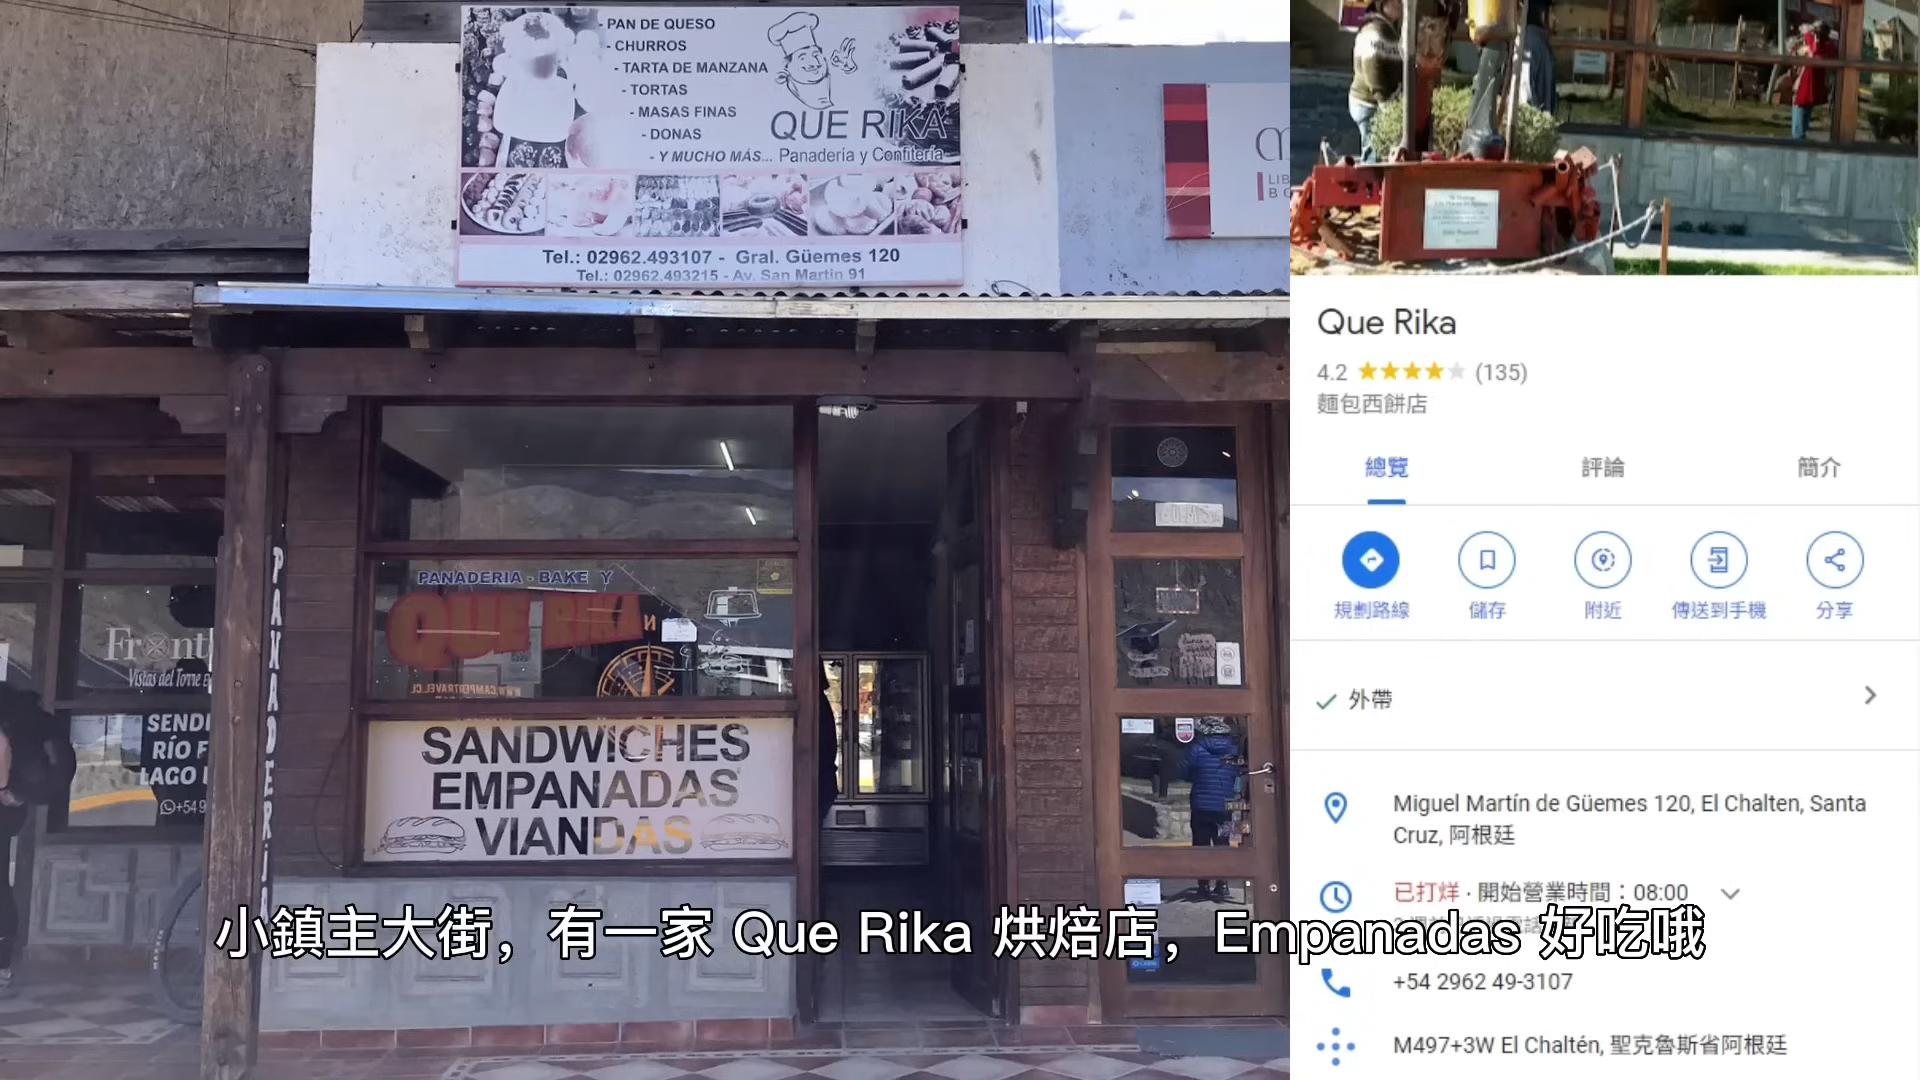 - PAN DE QUESO
- CHURROS
- TARTA DE MANZANA
- TORTAS
- MASAS FINAS
- DONAS
- Y MUCHO MÁS...
QUE RIKA
Panadería y Confitería
Tel.: 02962.493107 - Gral. Güemes 120
Tel.: 02962.493215 - Av. San Martin 91
PANADERIA - BAKE Y
QUE RIKA
SANDWICHES
EMPANADAS
VIANDAS
PANADERIA
Vistas del Torre
SENDE
RÍO F
LAGO
+549
Que Rika
4.2 (135)
麵包西餅店
總覽
評論
簡介
規劃路線
儲存
附近
傳送到手機
分享
外帶
Miguel Martín de Güemes 120, El Chalten, Santa
Cruz, 阿根廷
已打烊 · 開始營業時間：08:00
+54 2962 49-3107
M497+3W El Chaltén, 聖克魯斯省阿根廷
小鎮主大街，有一家 Que Rika 烘焙店，Empanadas 好吃哦